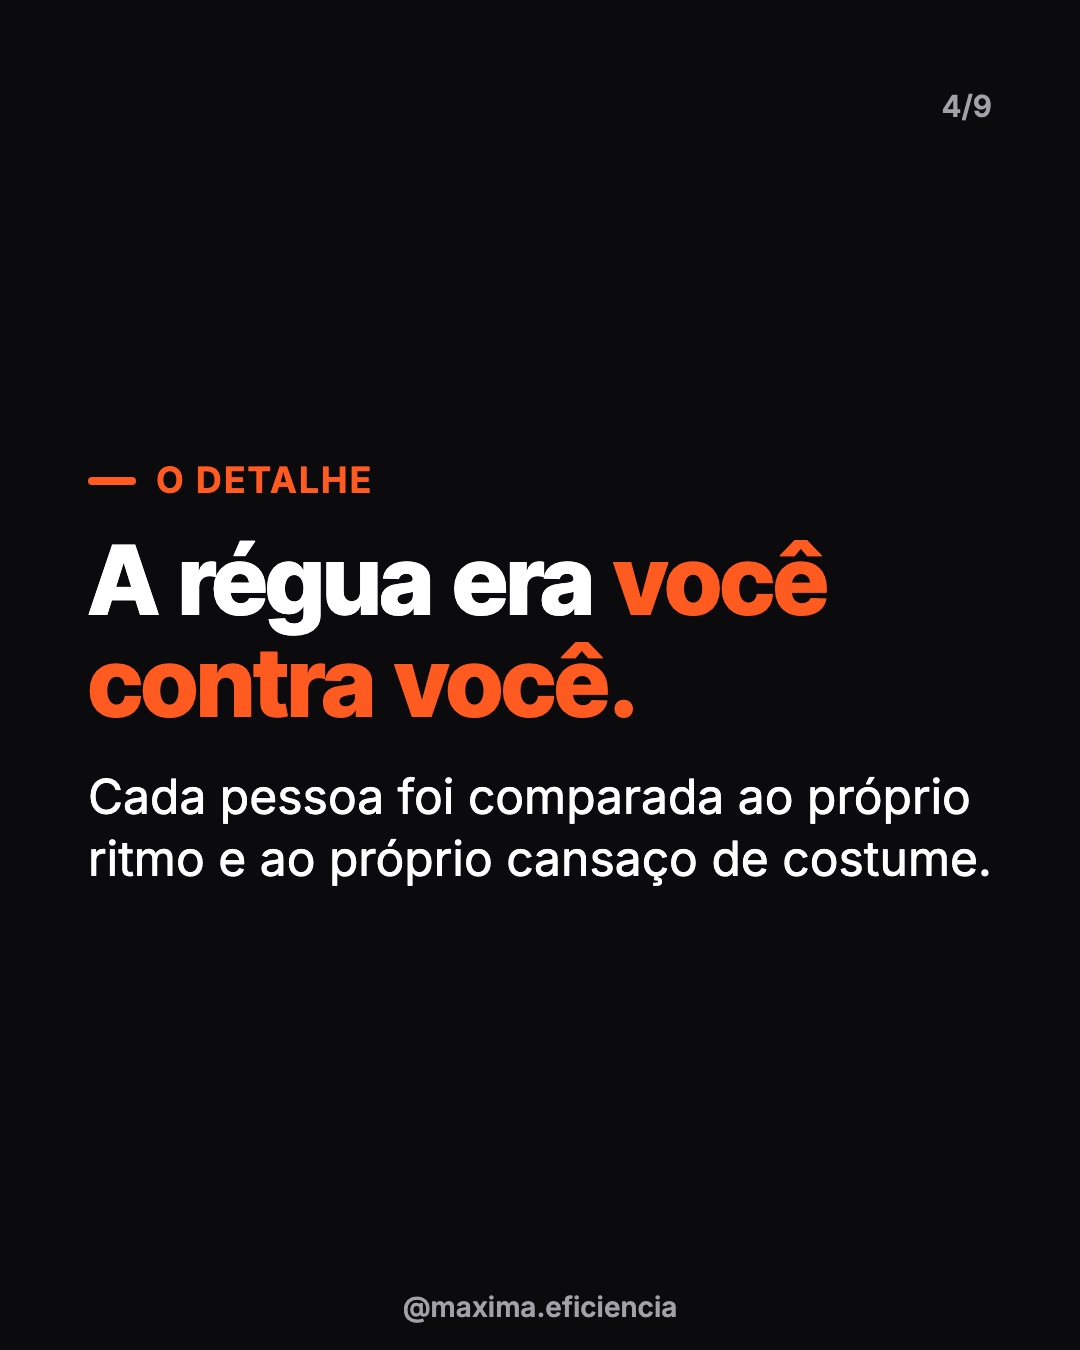 4/9
O DETALHE
A régua era você
contra você.
Cada pessoa foi comparada ao próprio
ritmo e ao próprio cansaço de costume.
@maxima.eficiencia